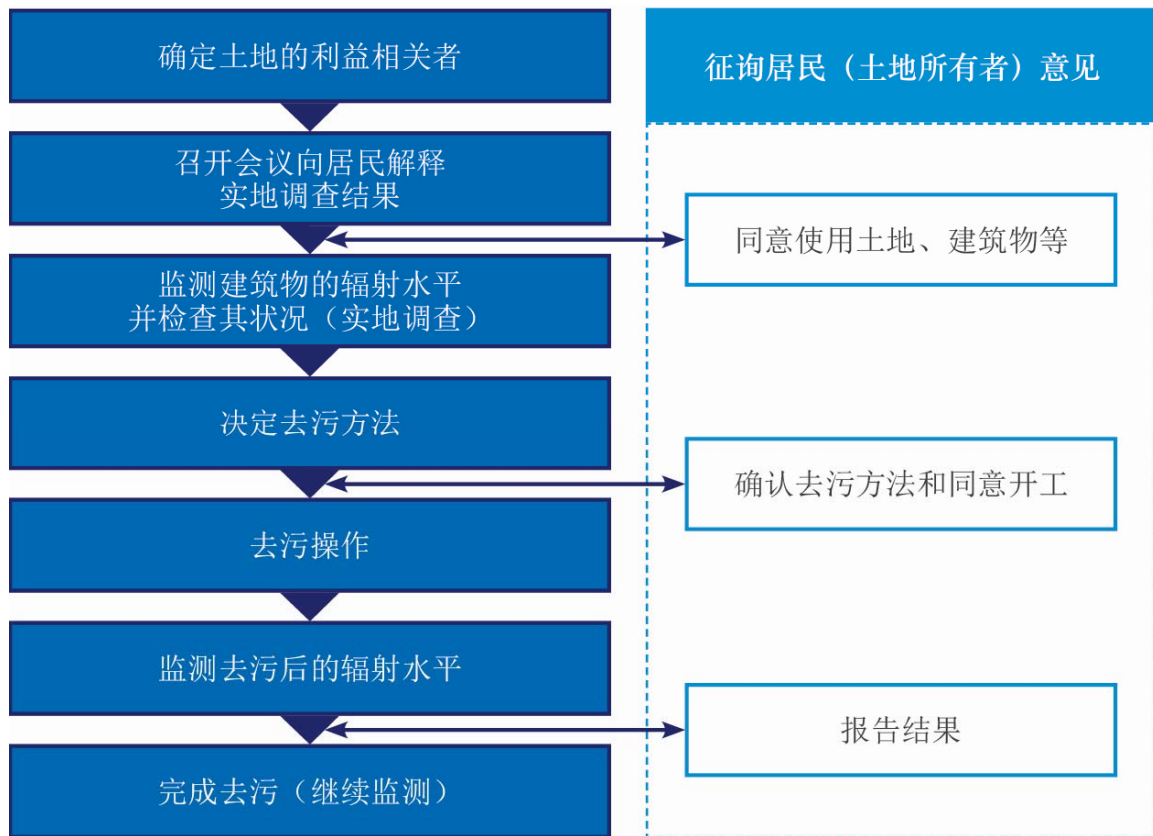 确定土地的利益相关者
召开会议向居民解释
实地调查结果
监测建筑物的辐射水平
并检查其状况（实地调查）
决定去污方法
去污操作
监测去污后的辐射水平
完成去污（继续监测）
征询居民（土地所有者）意见
同意使用土地、建筑物等
确认去污方法和同意开工
报告结果